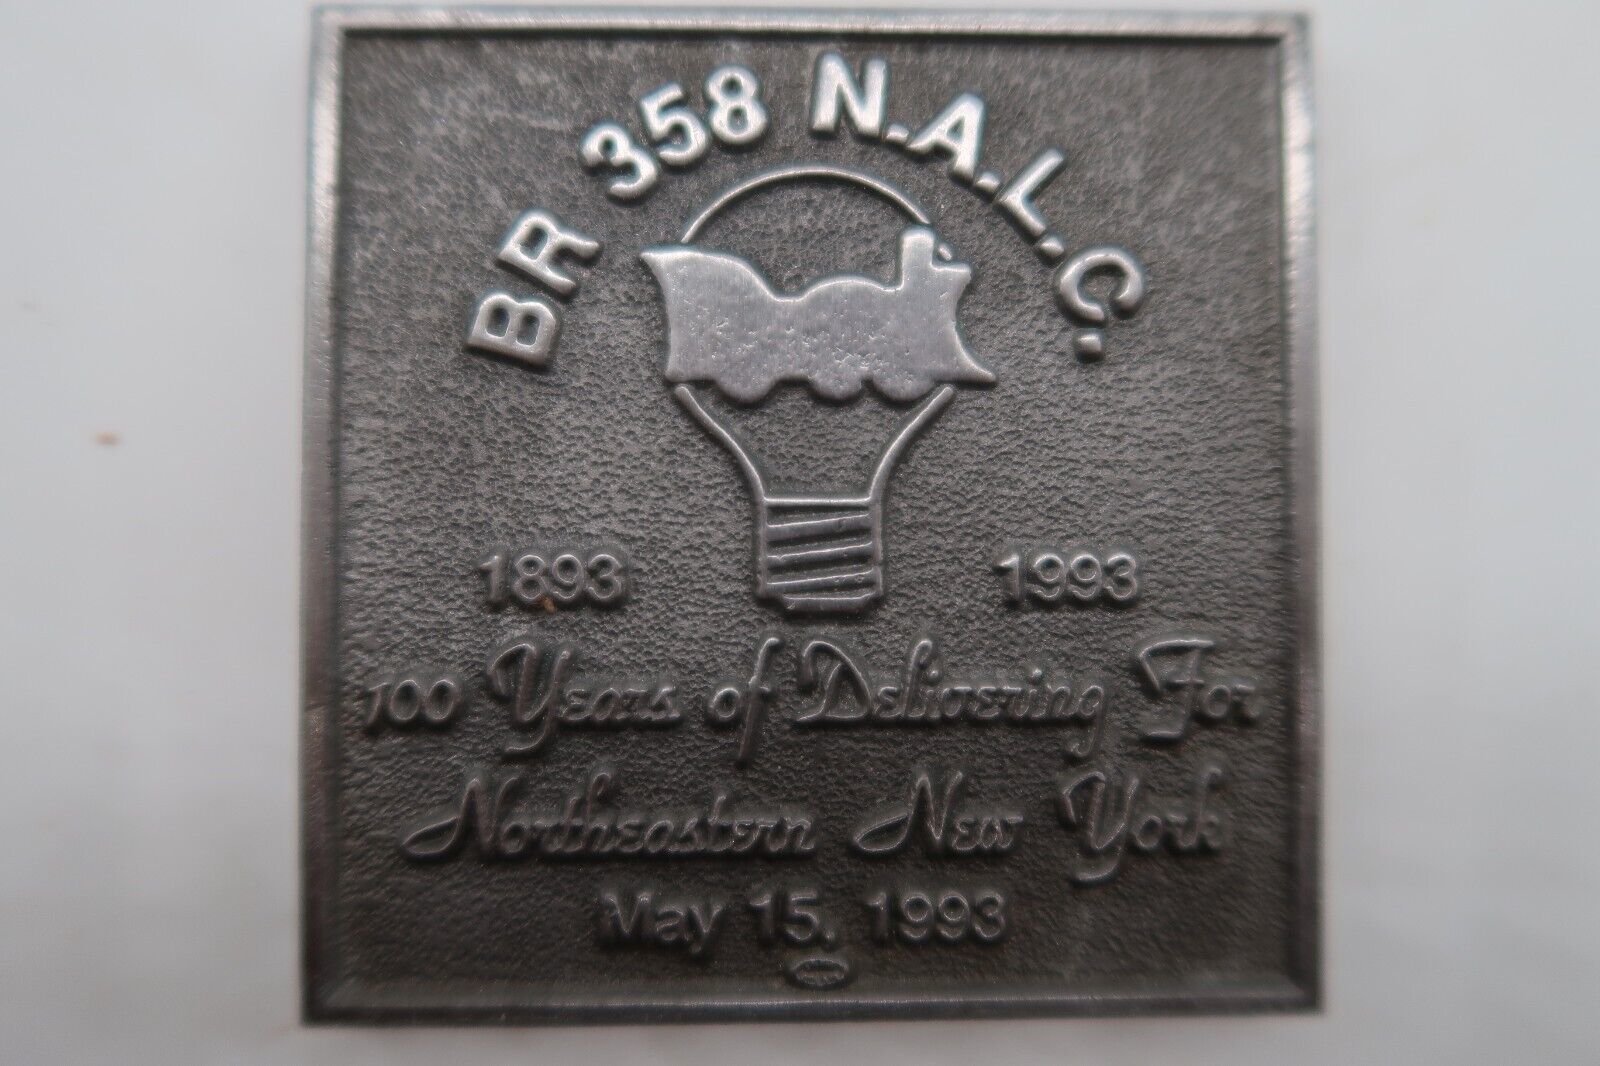 BR 358 N.A.L.C.
1893 1993
100 Years of Delivering For
Northeastern New York
May 15, 1993